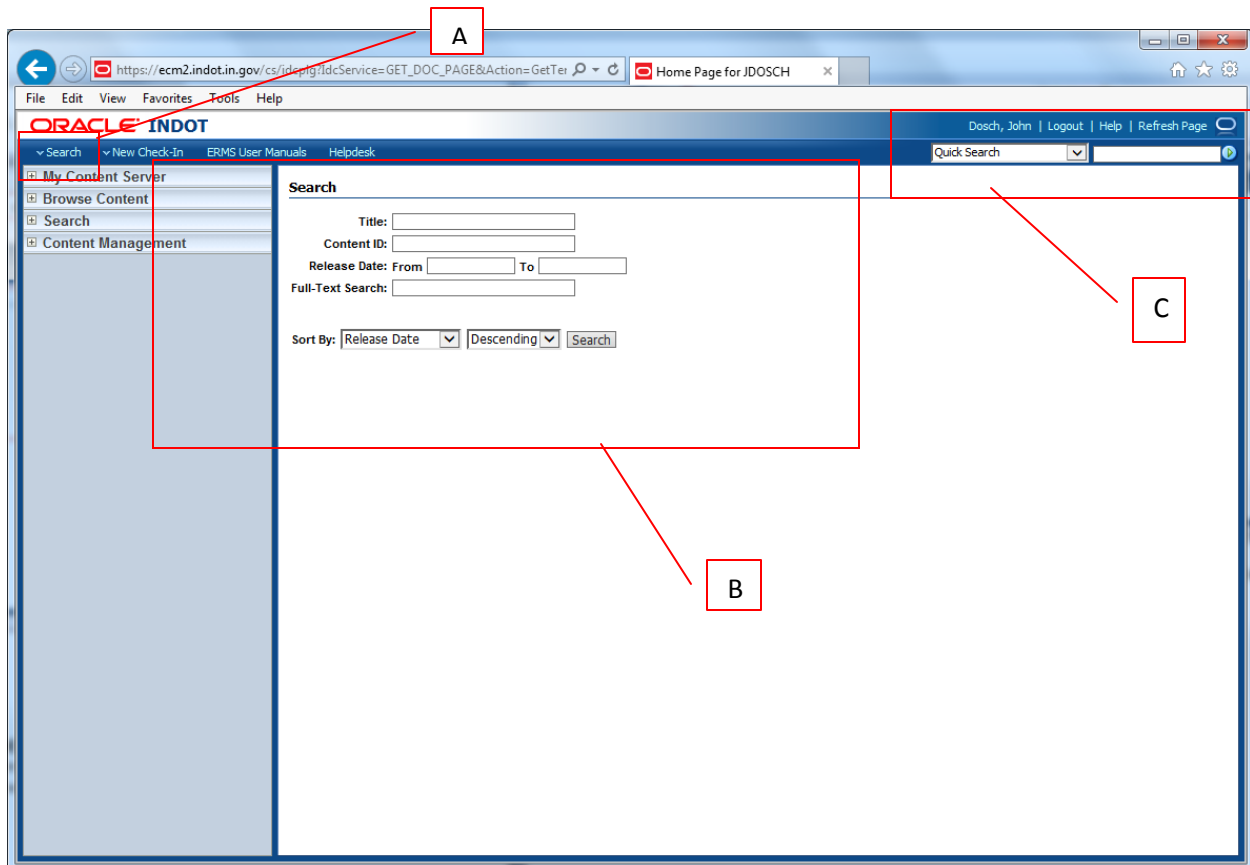 A
https://ecm2.indot.in.gov/cs/idcplg?IdcService=GET_DOC_PAGE&Action=GetTer
Home Page for JDOSCH
File Edit View Favorites Tools Help
ORACLE INDOT
Dosch, John | Logout | Help | Refresh Page
Search New Check-In ERMS User Manuals Helpdesk
Quick Search
My Content Server
Browse Content
Search
Content Management
Search
Title:
Content ID:
Release Date: From To
Full-Text Search:
Sort By: Release Date Descending Search
C
B